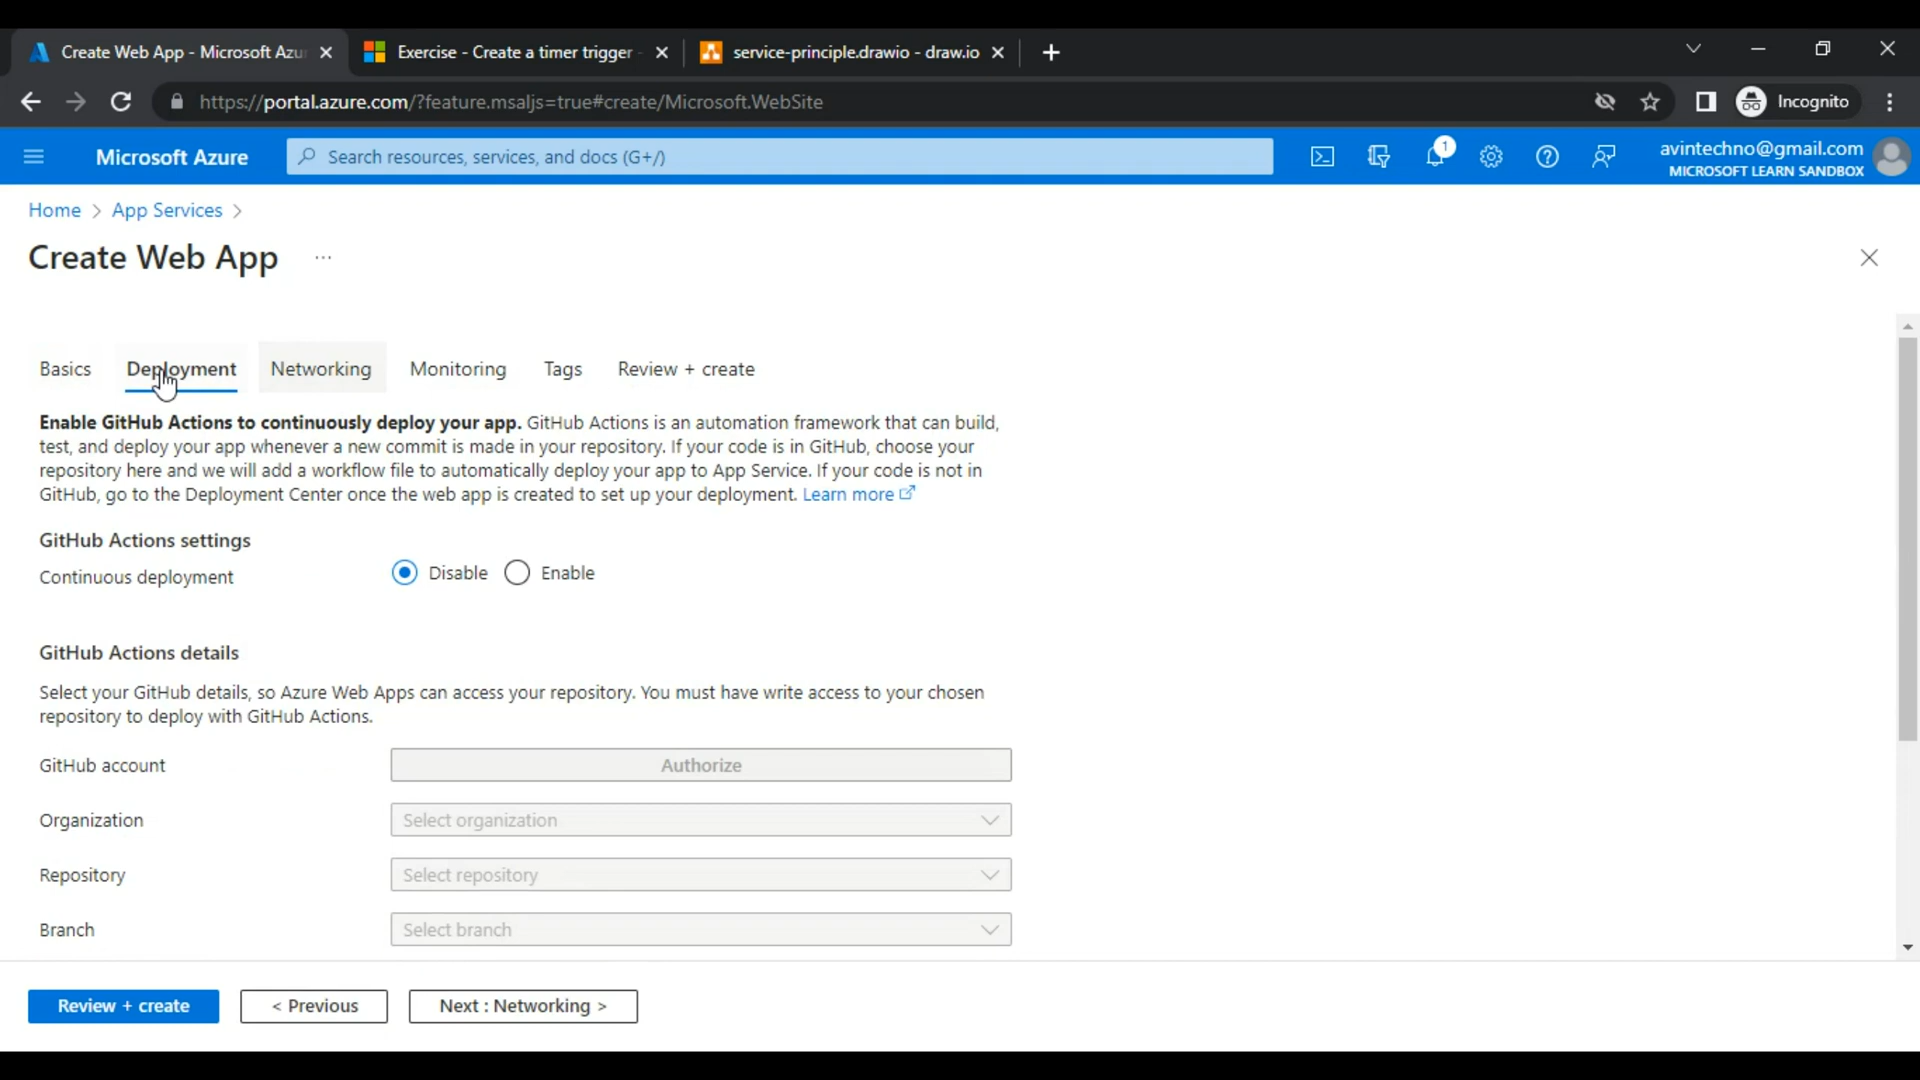 Create Web App - Microsoft Azu
Exercise - Create a timer trigger
service-principle.drawio - draw.io
https://portal.azure.com/?feature.msaljs=true#create/Microsoft.WebSite
Incognito
Microsoft Azure
Search resources, services, and docs (G+/)
1
avintechno@gmail.com
MICROSOFT LEARN SANDBOX
Home > App Services >
Create Web App ...
Basics Deployment Networking Monitoring Tags Review + create
Enable GitHub Actions to continuously deploy your app. GitHub Actions is an automation framework that can build,
test, and deploy your app whenever a new commit is made in your repository. If your code is in GitHub, choose your
repository here and we will add a workflow file to automatically deploy your app to App Service. If your code is not in
GitHub, go to the Deployment Center once the web app is created to set up your deployment. Learn more
GitHub Actions settings
Continuous deployment Disable Enable
GitHub Actions details
Select your GitHub details, so Azure Web Apps can access your repository. You must have write access to your chosen
repository to deploy with GitHub Actions.
GitHub account Authorize
Organization Select organization
Repository Select repository
Branch Select branch
Review + create < Previous Next : Networking >